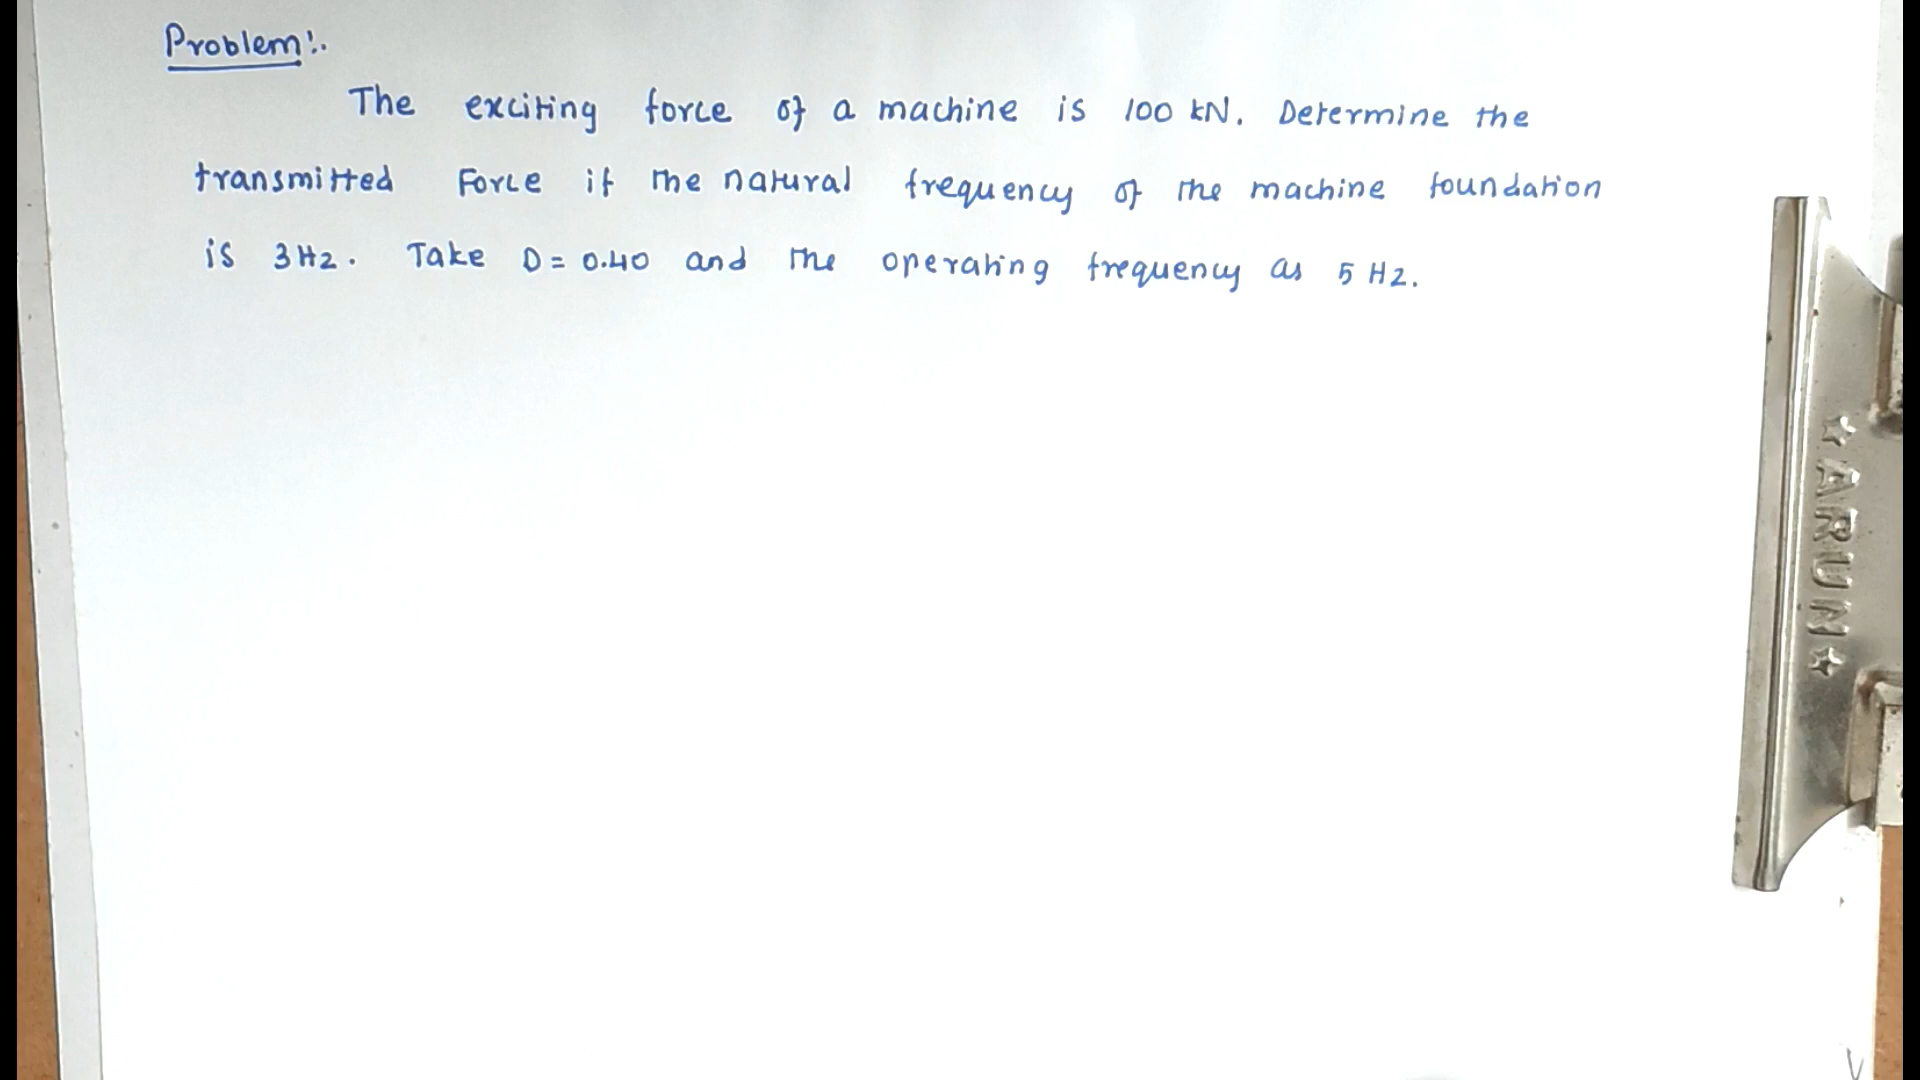 Problem:.
The exciting force of a machine is 100 kN. Determine the
transmitted Force if the natural frequency of the machine foundation
is 3Hz. Take D = 0.40 and the operating frequency as 5 Hz.
★ ARUN ★